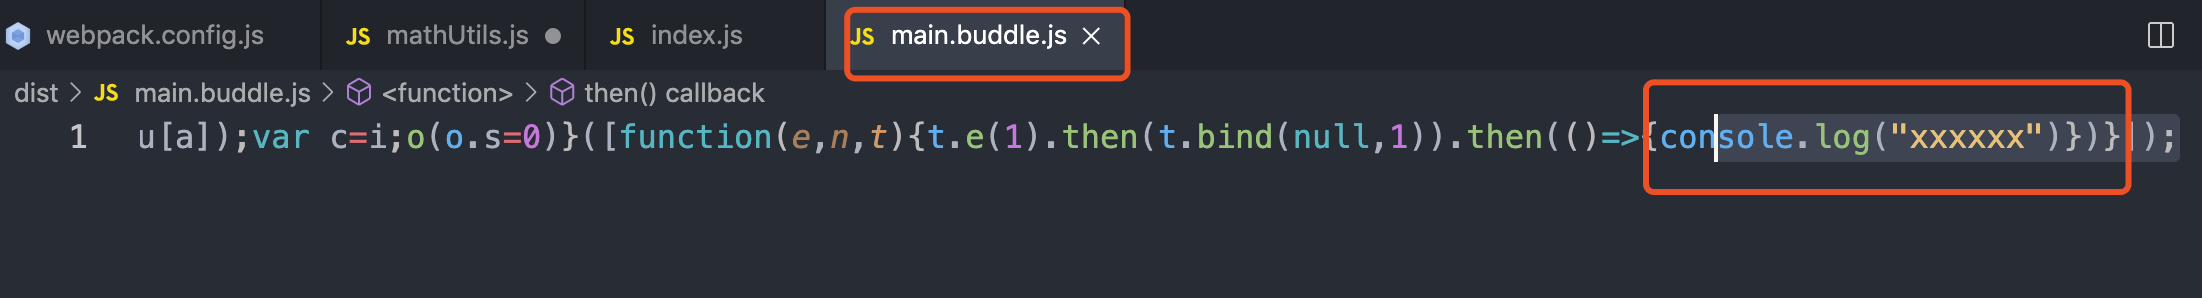 webpack.config.js JS mathUtils.js JS index.js JS main.buddle.js
dist > JS main.buddle.js > <function> > then() callback
1 u[a]);var c=i;o(o.s=0)}([function(e,n,t){t.e(1).then(t.bind(null,1)).then(()=>{console.log("xxxxxx")})}]);